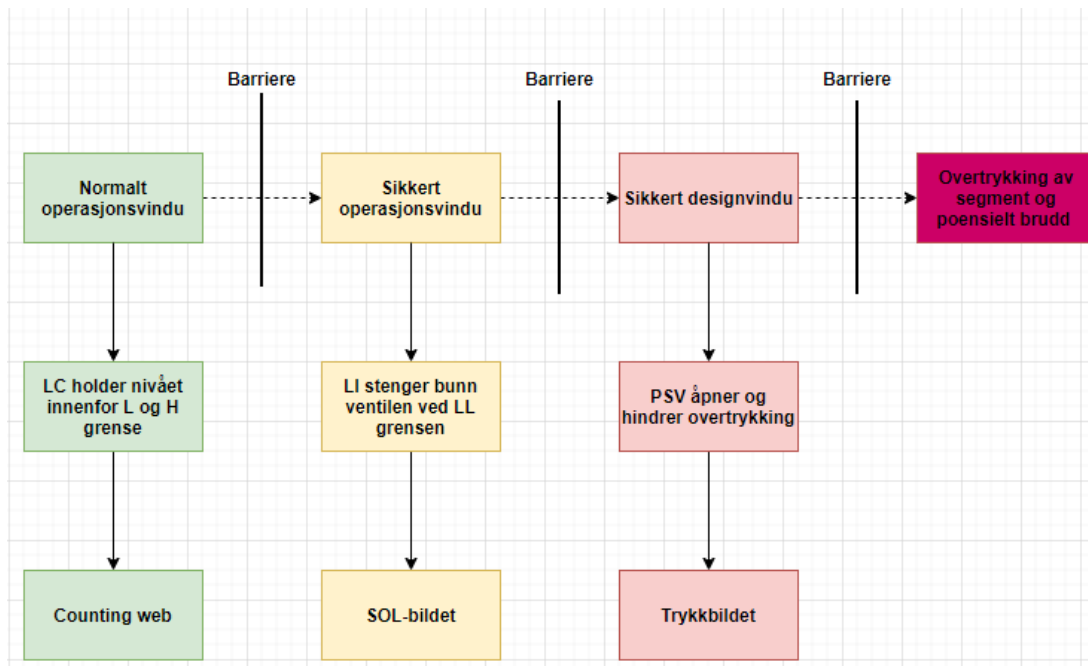 Barriere
Barriere
Barriere
Normalt
operasjonsvindu
Sikkert
operasjonsvindu
Sikkert designvindu
Overtrykking av
segment og
poensielt brudd
LC holder nivået
innenfor L og H
grense
LI stenger bunn
ventilen ved LL
grensen
PSV åpner og
hindrer overtrykking
Counting web
SOL-bildet
Trykkbildet